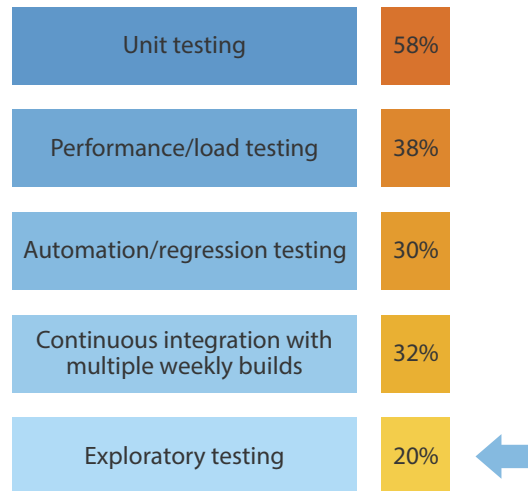 Unit testing 58%
Performance/load testing 38%
Automation/regression testing 30%
Continuous integration with
multiple weekly builds 32%
Exploratory testing 20%